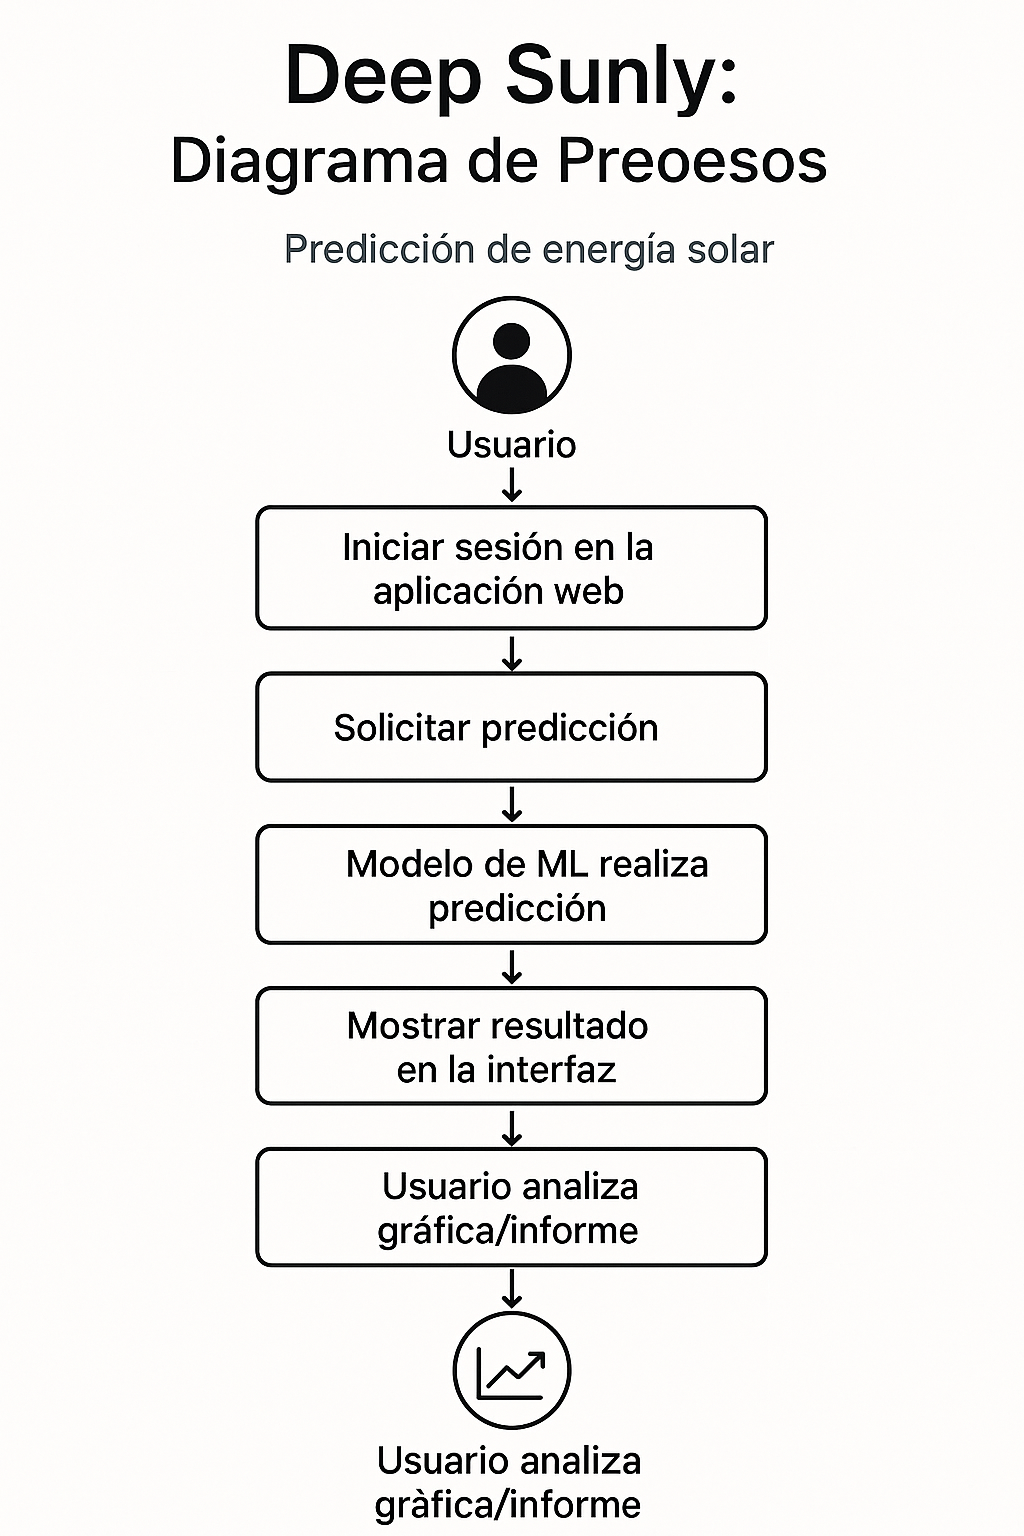 Deep Sunly:
Diagrama de Preoesos
Predicción de energía solar
Usuario
Iniciar sesión en la
aplicación web
Solicitar predicción
Modelo de ML realiza
predicción
Mostrar resultado
en la interfaz
Usuario analiza
gráfica/informe
Usuario analiza
gràfica/informe